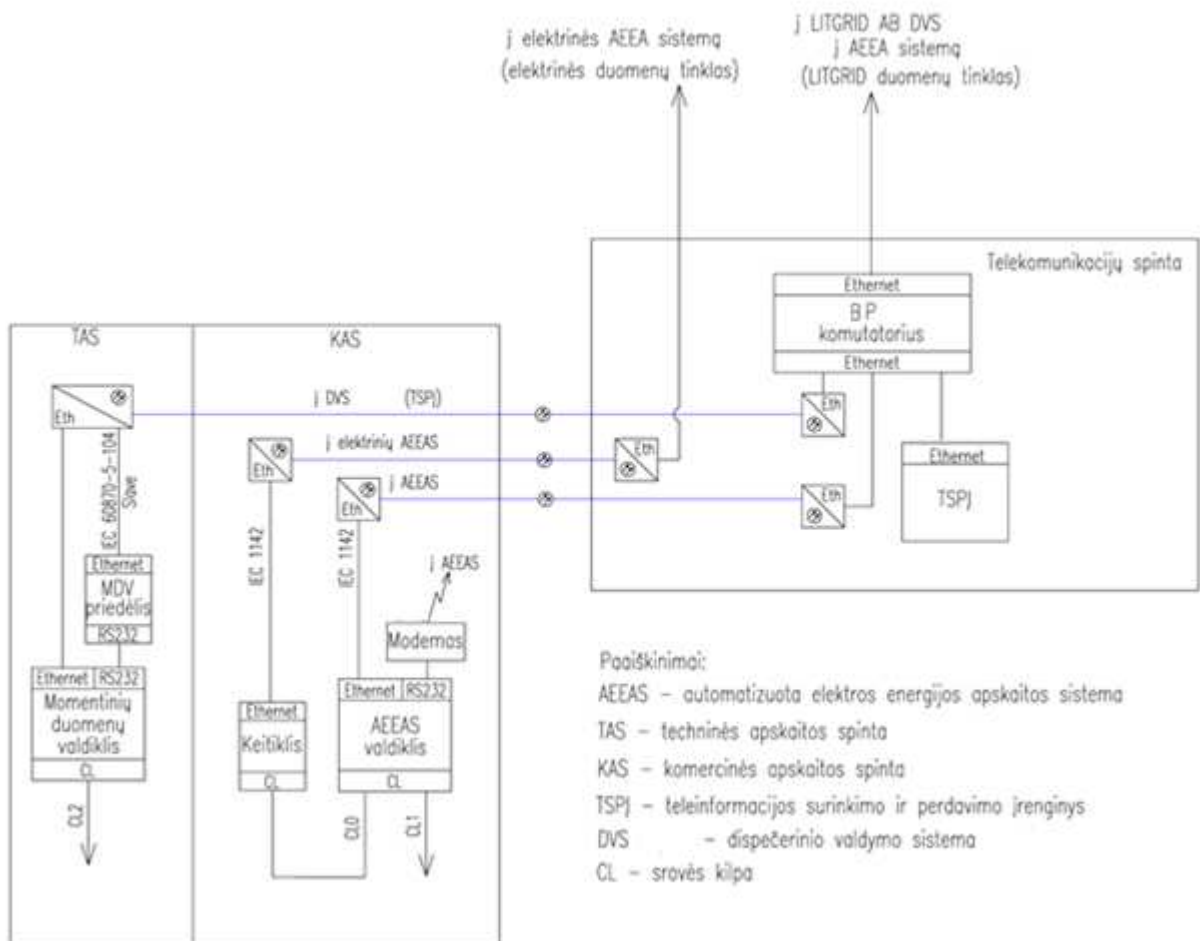 į elektrinės AEEA sistemą
(elektrinės duomenų tinklas)
į LITGRID AB DVS
į AEEA sistemą
(LITGRID duomenų tinklas)
Telekomunikacijų spinta
Ethernet
BP
komutatorius
Ethernet
Eth
Ethernet
TSPĮ
Eth
Eth
TAS
KAS
Eth
į DVS (TSPĮ)
į elektrinių AEEAS
Eth
į AEEAS
Eth
IEC 60870-5-104
Slave
IEC 1142
IEC 1142
į AEEAS
Ethernet
MDV
priedėlis
RS232
Modemas
Ethernet RS232
Momentinių
duomenų
valdiklis
CL
Ethernet
Keitiklis
CL
Ethernet RS232
AEEAS
valdiklis
CL
CL2
CL0
CL1
Paaiškinimai:
AEEAS – automatizuota elektros energijos apskaitos sistema
TAS – techninės apskaitos spinta
KAS – komercinės apskaitos spinta
TSPĮ – teleinformacijos surinkimo ir perdavimo įrenginys
DVS – dispečerinio valdymo sistema
CL – srovės kilpa